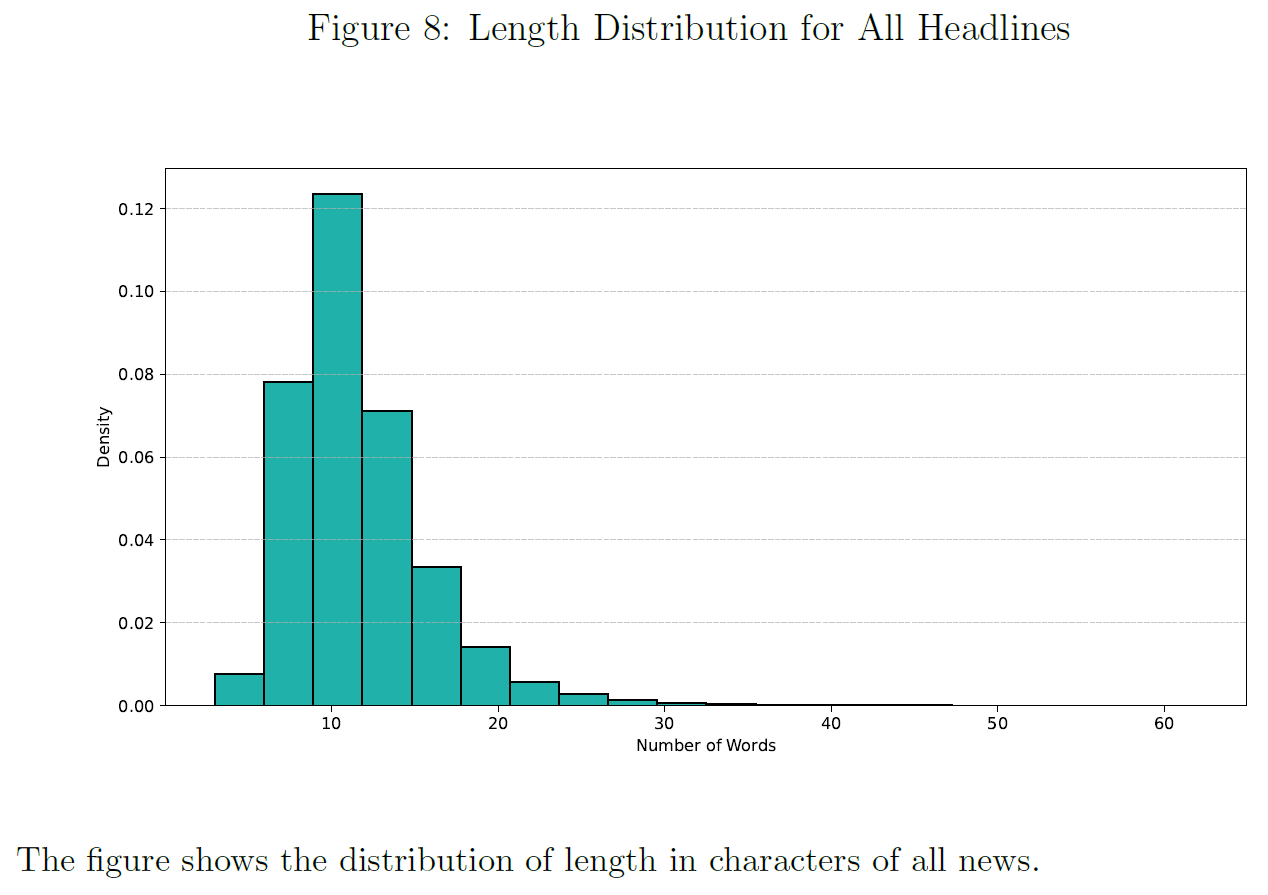 Figure 8: Length Distribution for All Headlines
0.12
0.10
0.08
0.06
0.04
0.02
0.00
Density
10 20 30 40 50 60
Number of Words
The figure shows the distribution of length in characters of all news.